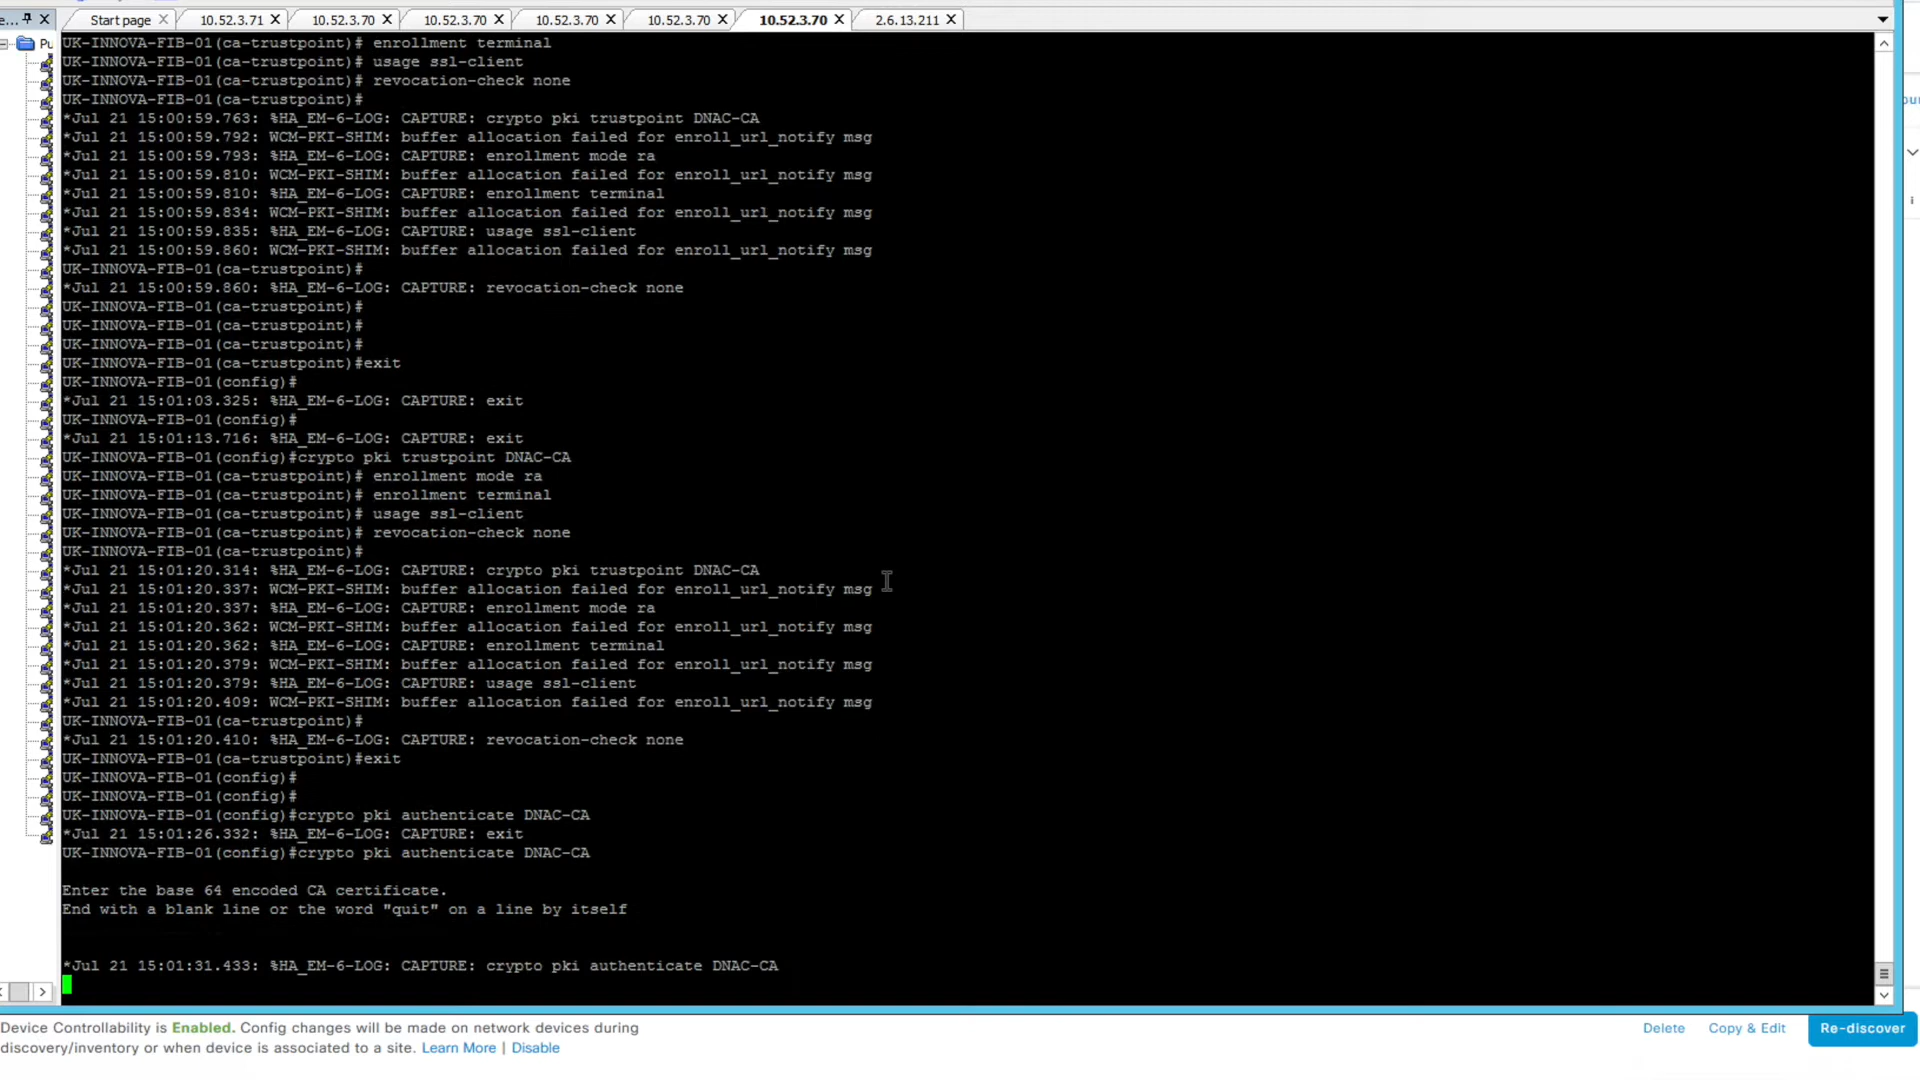 e...
Start page
10.52.3.71
10.52.3.70
10.52.3.70
10.52.3.70
10.52.3.70
10.52.3.70
2.6.13.211
UK-INNOVA-FIB-01(ca-trustpoint)# enrollment terminal
UK-INNOVA-FIB-01(ca-trustpoint)# usage ssl-client
UK-INNOVA-FIB-01(ca-trustpoint)# revocation-check none
UK-INNOVA-FIB-01(ca-trustpoint)#
*Jul 21 15:00:59.763: %HA_EM-6-LOG: CAPTURE: crypto pki trustpoint DNAC-CA
*Jul 21 15:00:59.792: WCM-PKI-SHIM: buffer allocation failed for enroll_url_notify msg
*Jul 21 15:00:59.793: %HA_EM-6-LOG: CAPTURE: enrollment mode ra
*Jul 21 15:00:59.810: WCM-PKI-SHIM: buffer allocation failed for enroll_url_notify msg
*Jul 21 15:00:59.810: %HA_EM-6-LOG: CAPTURE: enrollment terminal
*Jul 21 15:00:59.834: WCM-PKI-SHIM: buffer allocation failed for enroll_url_notify msg
*Jul 21 15:00:59.835: %HA_EM-6-LOG: CAPTURE: usage ssl-client
*Jul 21 15:00:59.860: WCM-PKI-SHIM: buffer allocation failed for enroll_url_notify msg
UK-INNOVA-FIB-01(ca-trustpoint)#
*Jul 21 15:00:59.860: %HA_EM-6-LOG: CAPTURE: revocation-check none
UK-INNOVA-FIB-01(ca-trustpoint)#
UK-INNOVA-FIB-01(ca-trustpoint)#
UK-INNOVA-FIB-01(ca-trustpoint)#
UK-INNOVA-FIB-01(ca-trustpoint)#exit
UK-INNOVA-FIB-01(config)#
*Jul 21 15:01:03.325: %HA_EM-6-LOG: CAPTURE: exit
UK-INNOVA-FIB-01(config)#
*Jul 21 15:01:13.716: %HA_EM-6-LOG: CAPTURE: exit
UK-INNOVA-FIB-01(config)#crypto pki trustpoint DNAC-CA
UK-INNOVA-FIB-01(ca-trustpoint)# enrollment mode ra
UK-INNOVA-FIB-01(ca-trustpoint)# enrollment terminal
UK-INNOVA-FIB-01(ca-trustpoint)# usage ssl-client
UK-INNOVA-FIB-01(ca-trustpoint)# revocation-check none
UK-INNOVA-FIB-01(ca-trustpoint)#
*Jul 21 15:01:20.314: %HA_EM-6-LOG: CAPTURE: crypto pki trustpoint DNAC-CA
*Jul 21 15:01:20.337: WCM-PKI-SHIM: buffer allocation failed for enroll_url_notify msg
*Jul 21 15:01:20.337: %HA_EM-6-LOG: CAPTURE: enrollment mode ra
*Jul 21 15:01:20.362: WCM-PKI-SHIM: buffer allocation failed for enroll_url_notify msg
*Jul 21 15:01:20.362: %HA_EM-6-LOG: CAPTURE: enrollment terminal
*Jul 21 15:01:20.379: WCM-PKI-SHIM: buffer allocation failed for enroll_url_notify msg
*Jul 21 15:01:20.379: %HA_EM-6-LOG: CAPTURE: usage ssl-client
*Jul 21 15:01:20.409: WCM-PKI-SHIM: buffer allocation failed for enroll_url_notify msg
UK-INNOVA-FIB-01(ca-trustpoint)#
*Jul 21 15:01:20.410: %HA_EM-6-LOG: CAPTURE: revocation-check none
UK-INNOVA-FIB-01(ca-trustpoint)#exit
UK-INNOVA-FIB-01(config)#
UK-INNOVA-FIB-01(config)#
UK-INNOVA-FIB-01(config)#crypto pki authenticate DNAC-CA
*Jul 21 15:01:26.332: %HA_EM-6-LOG: CAPTURE: exit
UK-INNOVA-FIB-01(config)#crypto pki authenticate DNAC-CA
Enter the base 64 encoded CA certificate.
End with a blank line or the word "quit" on a line by itself
*Jul 21 15:01:31.433: %HA_EM-6-LOG: CAPTURE: crypto pki authenticate DNAC-CA
Device Controllability is Enabled. Config changes will be made on network devices during
discovery/inventory or when device is associated to a site. Learn More | Disable
Delete
Copy & Edit
Re-discover